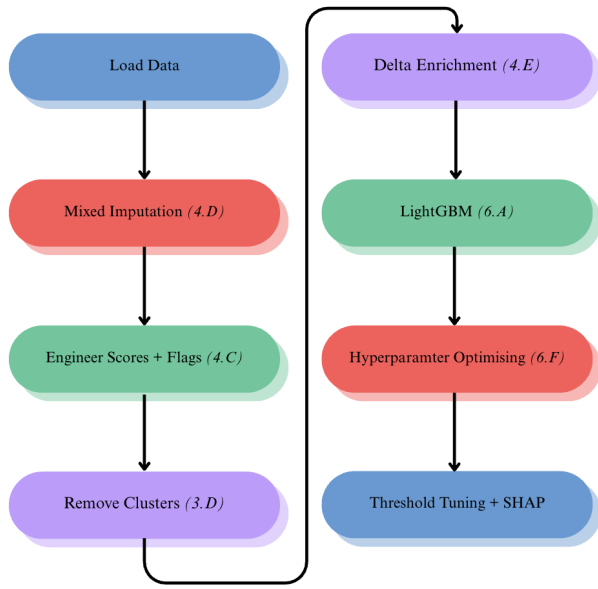 Load Data
Mixed Imputation (4.D)
Engineer Scores + Flags (4.C)
Remove Clusters (3.D)
Delta Enrichment (4.E)
LightGBM (6.A)
Hyperparamter Optimising (6.F)
Threshold Tuning + SHAP